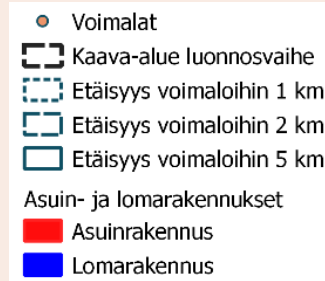 Voimalat
Kaava-alue luonnosvaihe
Etäisyys voimaloihin 1 km
Etäisyys voimaloihin 2 km
Etäisyys voimaloihin 5 km
Asuin- ja lomarakennukset
Asuinrakennus
Lomarakennus